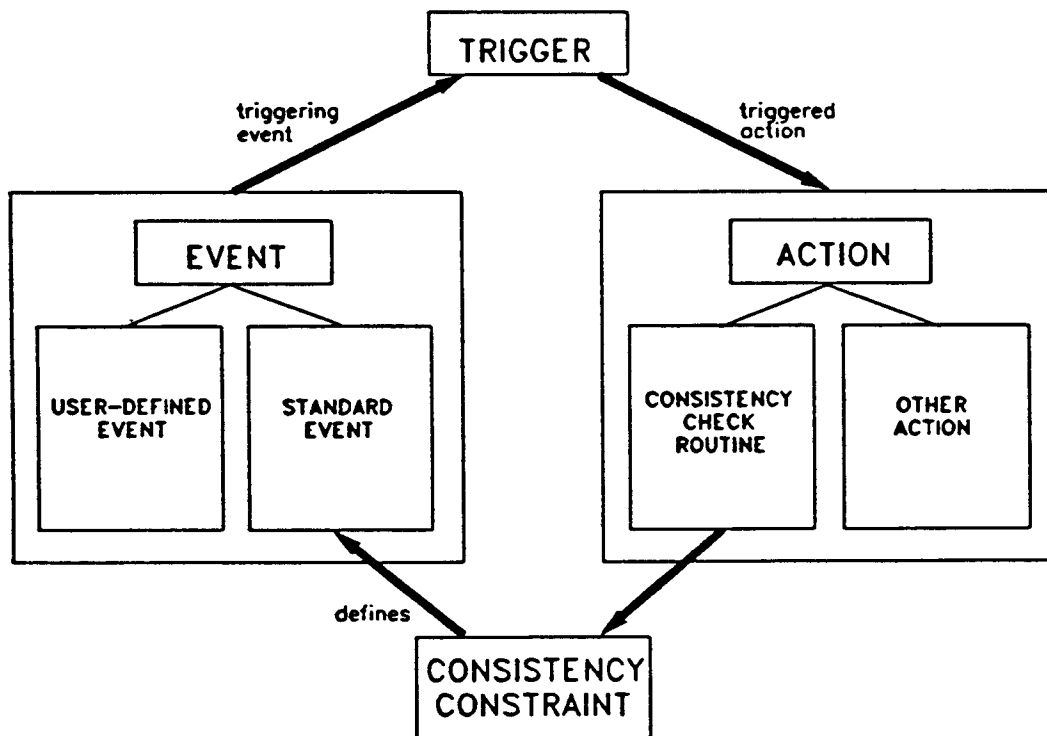 TRIGGER
triggering
event
triggered
action
EVENT
ACTION
USER-DEFINED
EVENT
STANDARD
EVENT
CONSISTENCY
CHECK
ROUTINE
OTHER
ACTION
defines
CONSISTENCY
CONSTRAINT